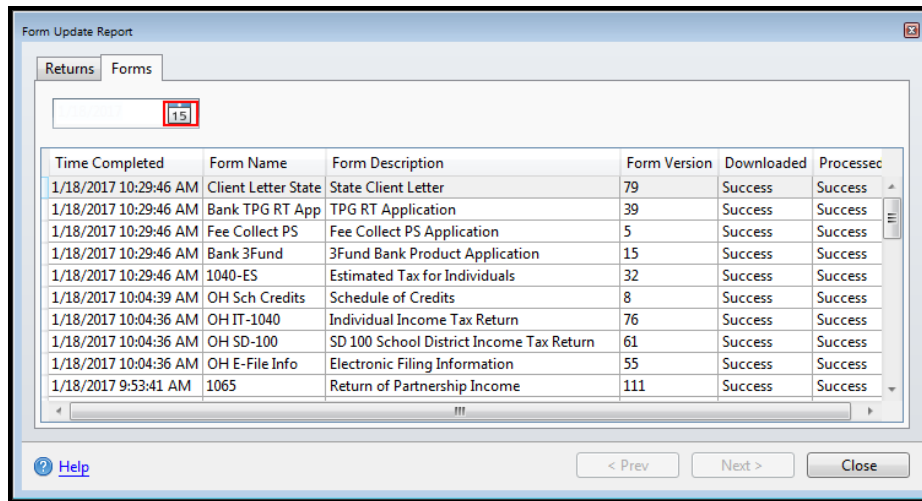 Form Update Report
Returns Forms
15
Time Completed Form Name Form Description Form Version Downloaded Processed
1/18/2017 10:29:46 AM Client Letter State State Client Letter 79 Success Success
1/18/2017 10:29:46 AM Bank TPG RT App TPG RT Application 39 Success Success
1/18/2017 10:29:46 AM Fee Collect PS Fee Collect PS Application 5 Success Success
1/18/2017 10:29:46 AM Bank 3Fund 3Fund Bank Product Application 15 Success Success
1/18/2017 10:29:46 AM 1040-ES Estimated Tax for Individuals 32 Success Success
1/18/2017 10:04:39 AM OH Sch Credits Schedule of Credits 8 Success Success
1/18/2017 10:04:36 AM OH IT-1040 Individual Income Tax Return 76 Success Success
1/18/2017 10:04:36 AM OH SD-100 SD 100 School District Income Tax Return 61 Success Success
1/18/2017 10:04:36 AM OH E-File Info Electronic Filing Information 55 Success Success
1/18/2017 9:53:41 AM 1065 Return of Partnership Income 111 Success Success
Help < Prev Next > Close